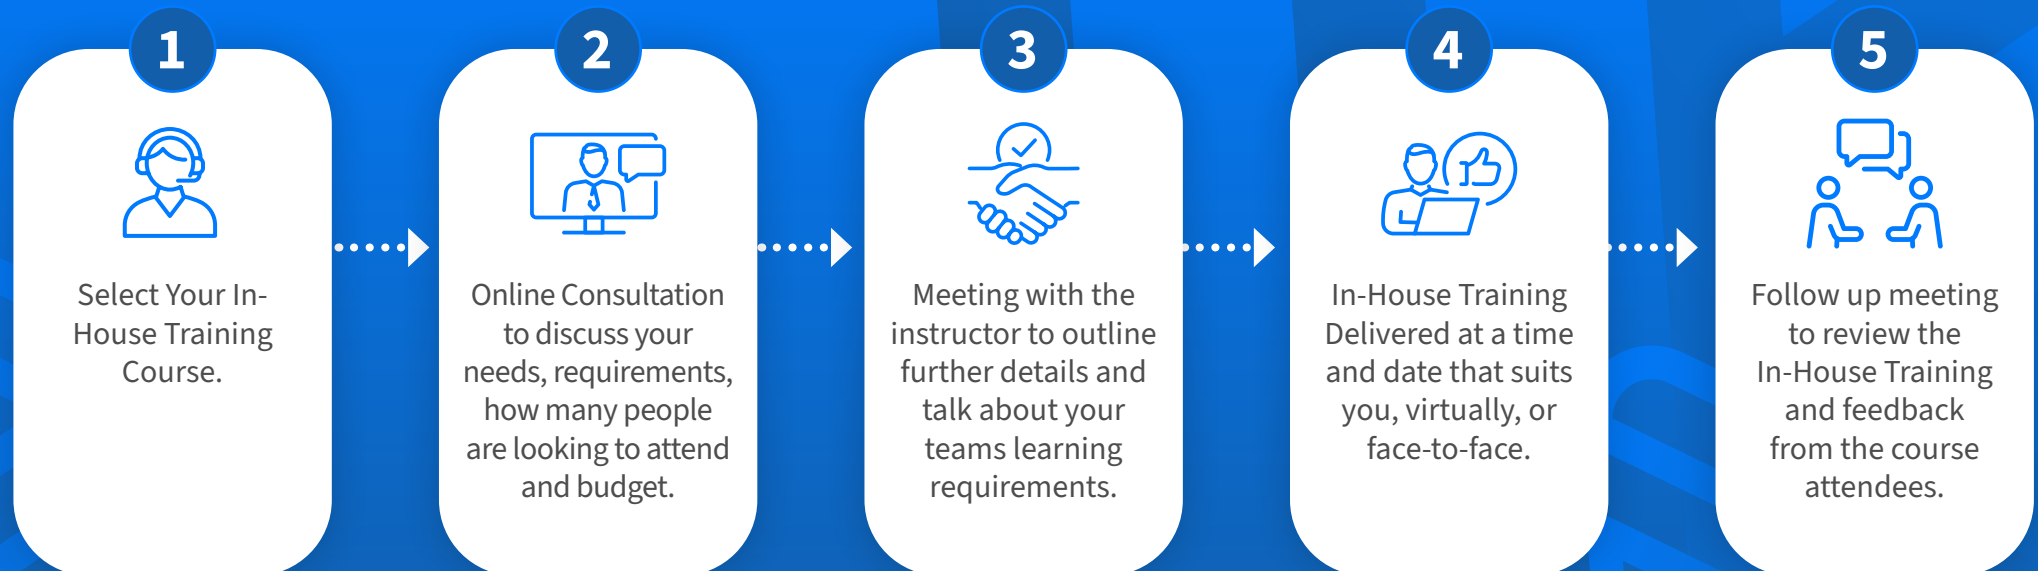 1
Select Your In-
House Training
Course.
2
Online Consultation
to discuss your
needs, requirements,
how many people
are looking to attend
and budget.
3
Meeting with the
instructor to outline
further details and
talk about your
teams learning
requirements.
4
In-House Training
Delivered at a time
and date that suits
you, virtually, or
face-to-face.
5
Follow up meeting
to review the
In-House Training
and feedback
from the course
attendees.